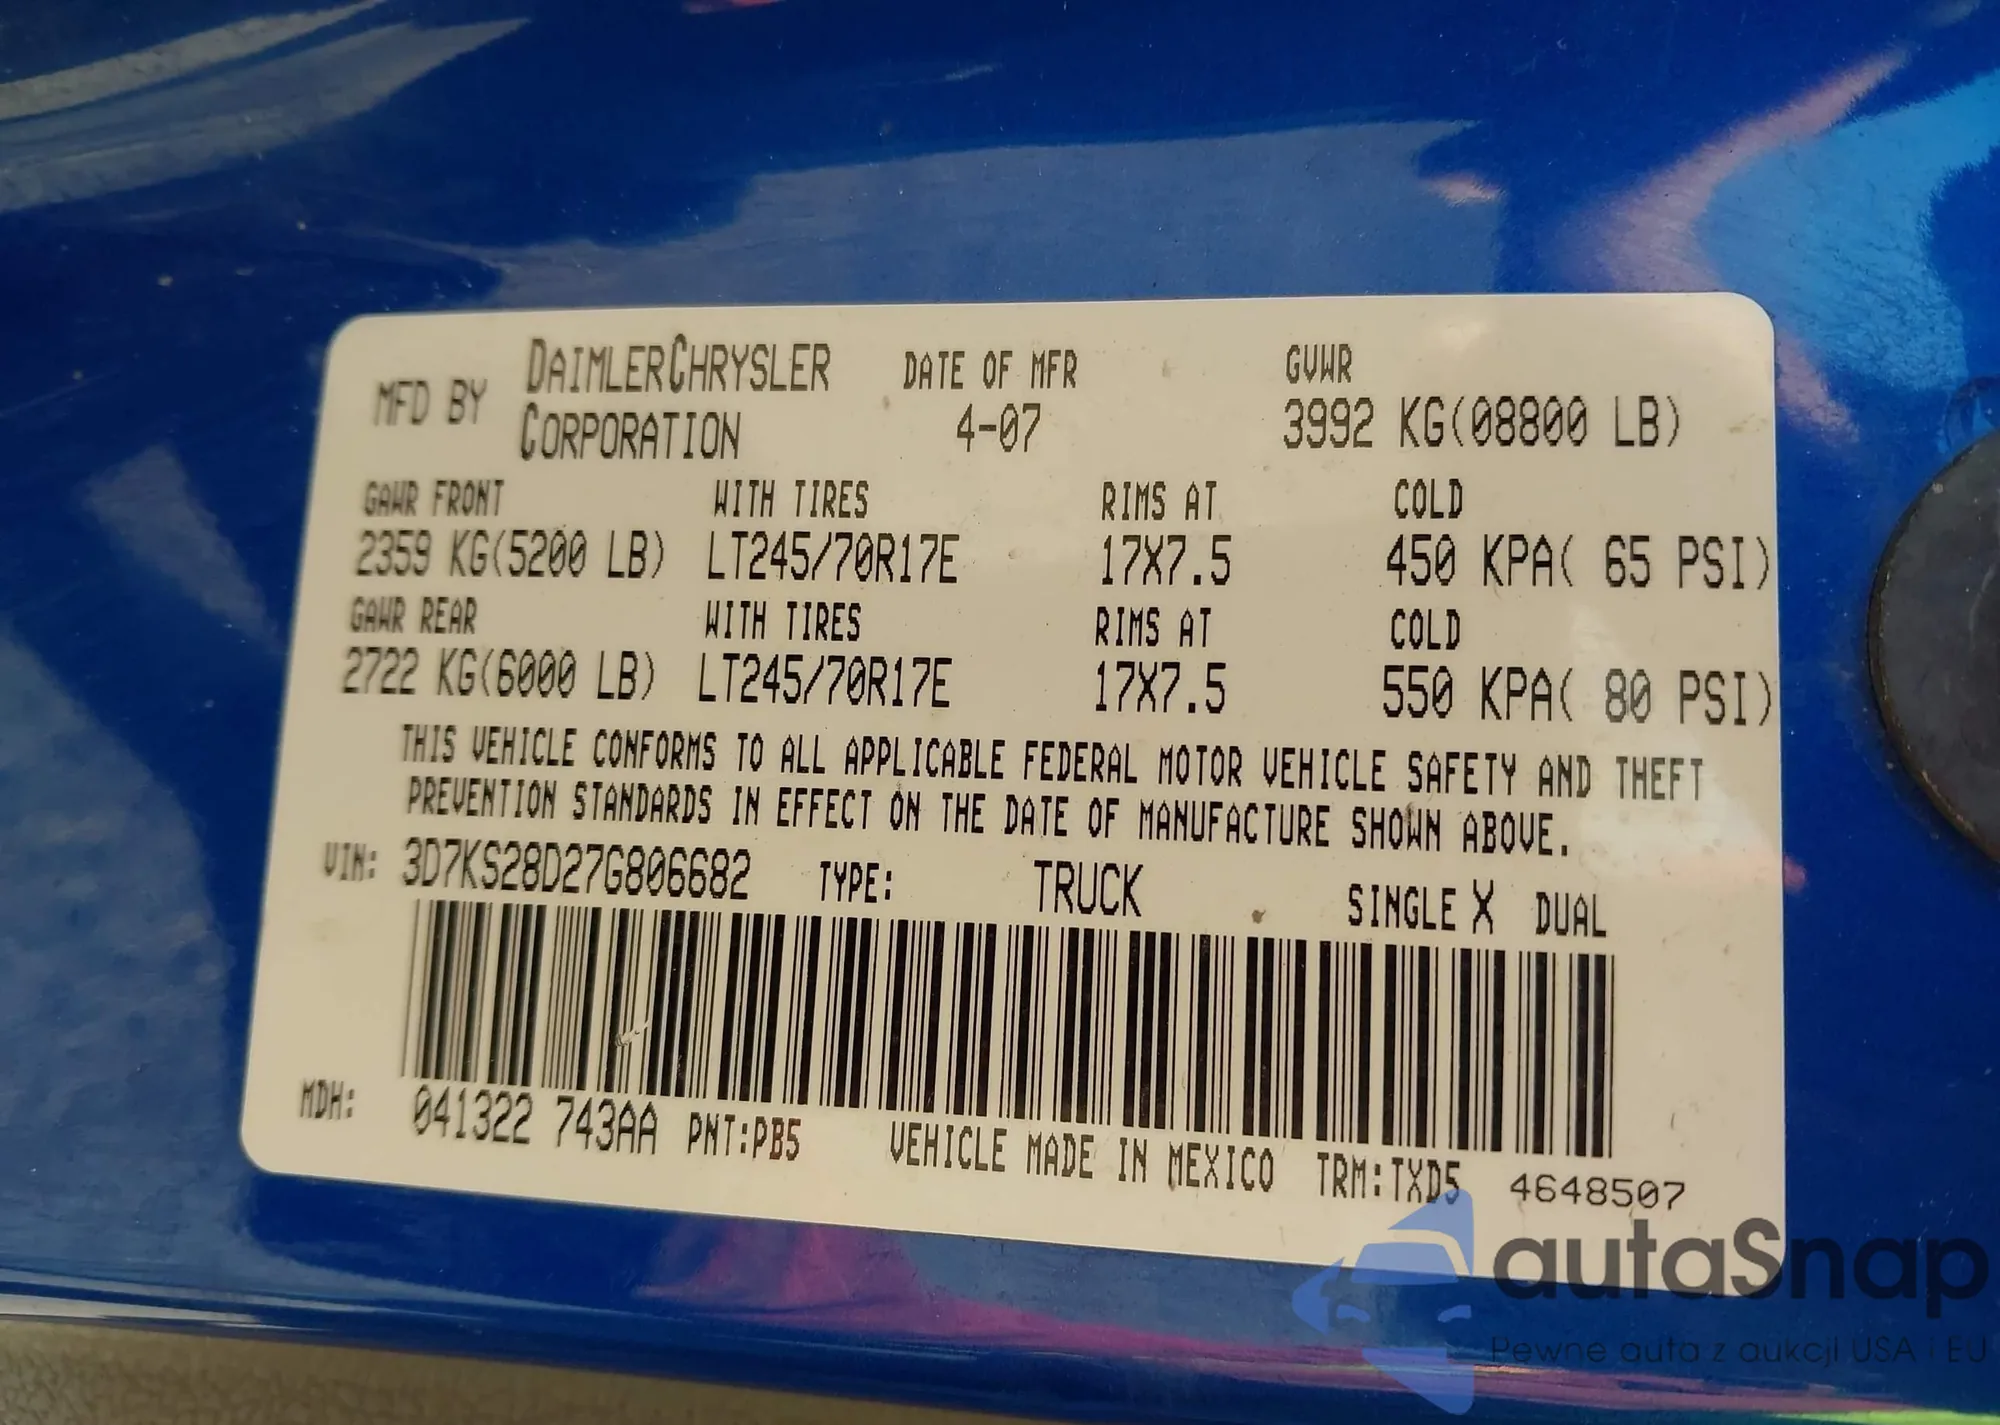 MFD BY DAIMLERCHRYSLER CORPORATION DATE OF MFR 4-07 GVWR 3992 KG(08800 LB)
GAWR FRONT WITH TIRES RIMS AT COLD
2359 KG(5200 LB) LT245/70R17E 17X7.5 450 KPA( 65 PSI)
GAWR REAR WITH TIRES RIMS AT COLD
2722 KG(6000 LB) LT245/70R17E 17X7.5 550 KPA( 80 PSI)
THIS VEHICLE CONFORMS TO ALL APPLICABLE FEDERAL MOTOR VEHICLE SAFETY AND THEFT
PREVENTION STANDARDS IN EFFECT ON THE DATE OF MANUFACTURE SHOWN ABOVE.
VIN: 3D7KS28D27G806682 TYPE: TRUCK SINGLE X DUAL
MDH: 041322 743AA PNT:PB5 VEHICLE MADE IN MEXICO TRM:TXD5 4648507
autaSnap
Pewne auta z aukcji USA i EU